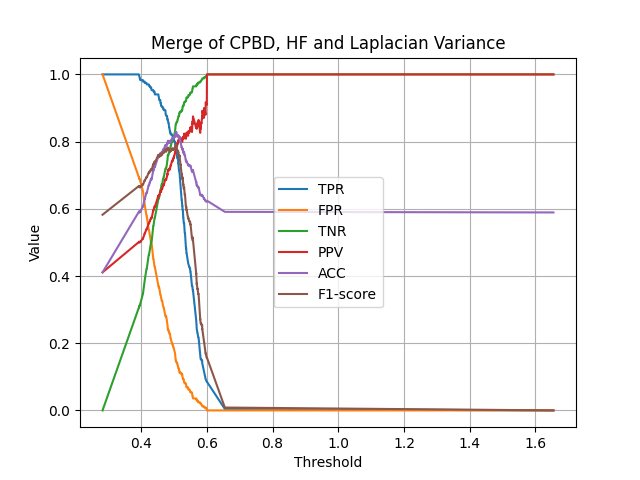 Merge of CPBD, HF and Laplacian Variance
1.0
0.8
0.6
0.4
0.2
0.0
Value
TPR
FPR
TNR
PPV
ACC
F1-score
0.4 0.6 0.8 1.0 1.2 1.4 1.6
Threshold